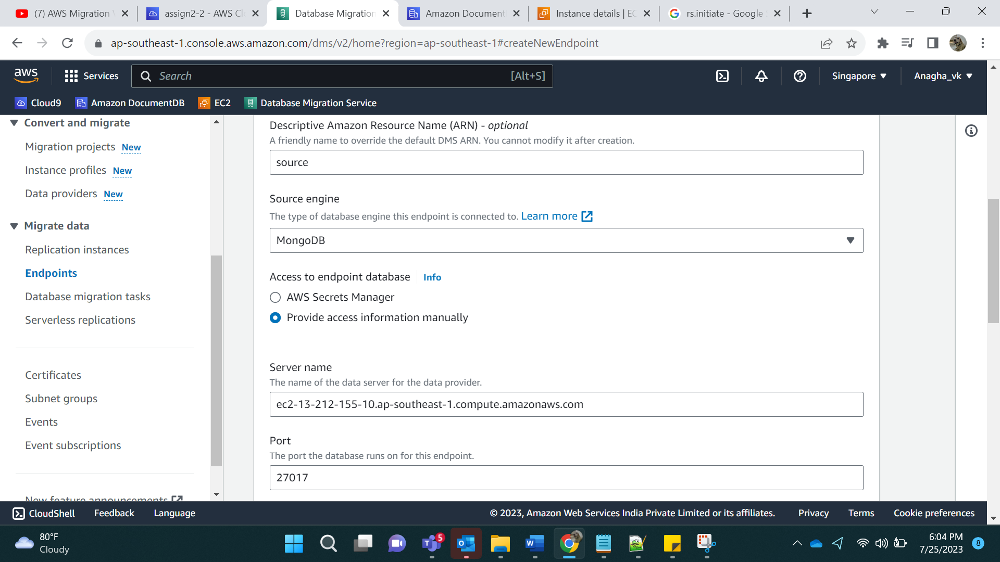 (7) AWS Migration
assign2-2 - AWS Cl
Database Migration
Amazon Document
Instance details | EC
rs.initiate - Google
ap-southeast-1.console.aws.amazon.com/dms/v2/home?region=ap-southeast-1#createNewEndpoint
aws
Services
Search
[Alt+S]
Singapore
Anagha_vk
Cloud9
Amazon DocumentDB
EC2
Database Migration Service
Convert and migrate
Migration projects New
Instance profiles New
Data providers New
Migrate data
Replication instances
Endpoints
Database migration tasks
Serverless replications
Certificates
Subnet groups
Events
Event subscriptions
New feature announcements
Descriptive Amazon Resource Name (ARN) - optional
A friendly name to override the default DMS ARN. You cannot modify it after creation.
source
Source engine
The type of database engine this endpoint is connected to. Learn more
MongoDB
Access to endpoint database Info
AWS Secrets Manager
Provide access information manually
Server name
The name of the data server for the data provider.
ec2-13-212-155-10.ap-southeast-1.compute.amazonaws.com
Port
The port the database runs on for this endpoint.
27017
CloudShell
Feedback
Language
© 2023, Amazon Web Services India Private Limited or its affiliates.
Privacy
Terms
Cookie preferences
80°F
Cloudy
5
6:04 PM
7/25/2023
8